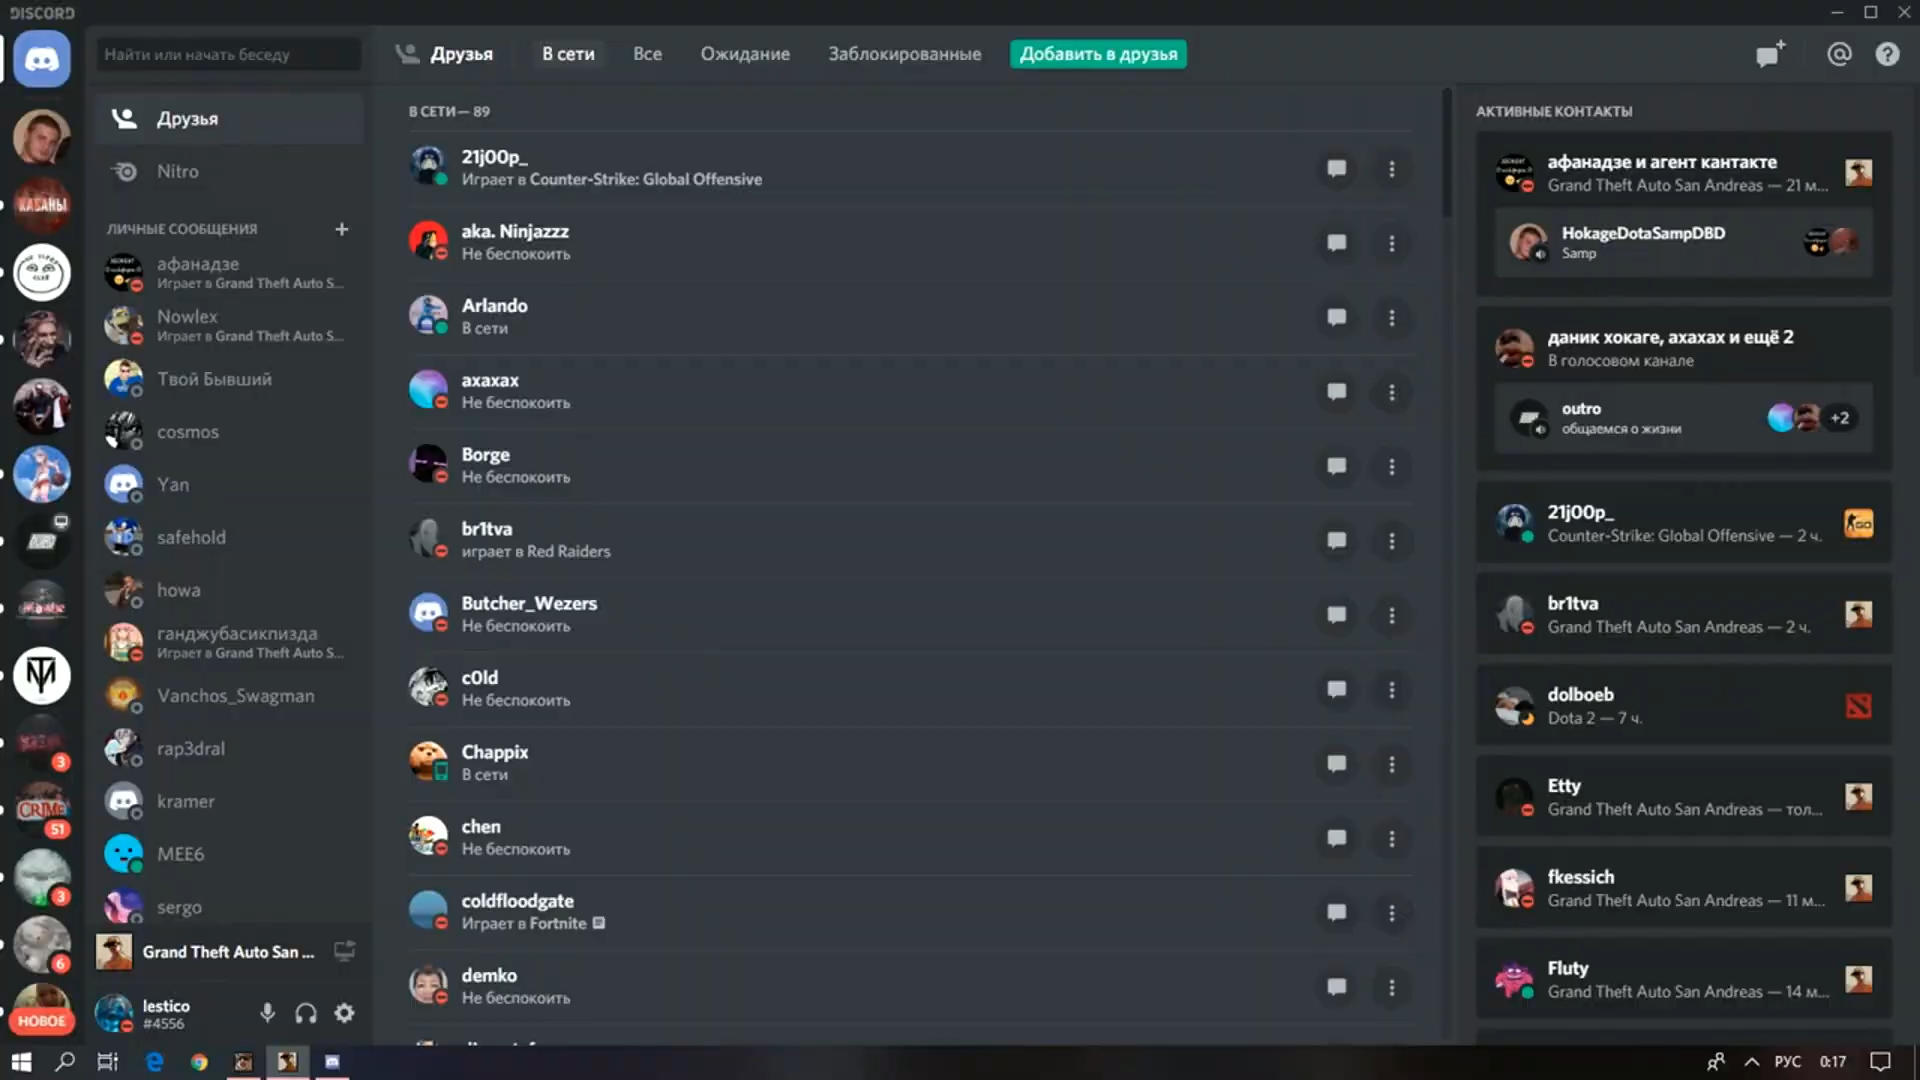 DISCORD
Найти или начать беседу
Друзья
В сети
Все
Ожидание
Заблокированные
Добавить в друзья
Друзья
Nitro
ЛИЧНЫЕ СООБЩЕНИЯ
афанадзе
Играет в Grand Theft Auto S...
Nowlex
Играет в Grand Theft Auto S...
Твой Бывший
cosmos
Yan
safehold
howa
ганджубасикпизда
Играет в Grand Theft Auto S...
Vanchos_Swagman
rap3dral
kramer
MEE6
sergo
Grand Theft Auto San ...
lestico
#4556
КАБАНЫ
3
CRIME
51
3
6
НОВОЕ
В СЕТИ — 89
21j00p_
Играет в Counter-Strike: Global Offensive
aka. Ninjazzz
Не беспокоить
Arlando
В сети
ахахах
Не беспокоить
Borge
Не беспокоить
br1tva
играет в Red Raiders
Butcher_Wezers
Не беспокоить
c0ld
Не беспокоить
Chappix
В сети
chen
Не беспокоить
coldfloodgate
Играет в Fortnite
demko
Не беспокоить
АКТИВНЫЕ КОНТАКТЫ
афанадзе и агент кантакте
Grand Theft Auto San Andreas — 21 м...
HokageDotaSampDBD
Samp
даник хокаге, ахахах и ещё 2
В голосовом канале
outro
общаемся о жизни
+2
21j00p_
Counter-Strike: Global Offensive — 2 ч.
GO
br1tva
Grand Theft Auto San Andreas — 2 ч.
dolboeb
Dota 2 — 7 ч.
Etty
Grand Theft Auto San Andreas — тол...
fkessich
Grand Theft Auto San Andreas — 11 м...
Fluty
Grand Theft Auto San Andreas — 14 м...
РУС
0:17